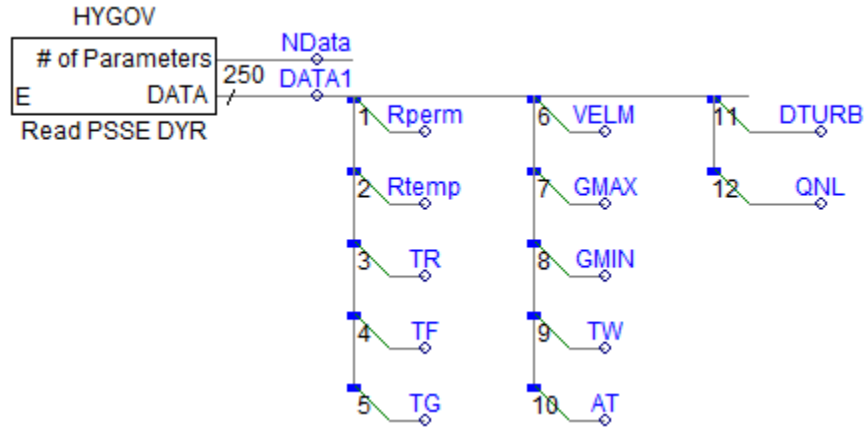 HYGOV
# of Parameters
NData
E
DATA
250
DATA1
Read PSSE DYR
1 Rperm
6 VELM
11 DTURB
2 Rtemp
7 GMAX
12 QNL
3 TR
8 GMIN
4 TF
9 TW
5 TG
10 AT